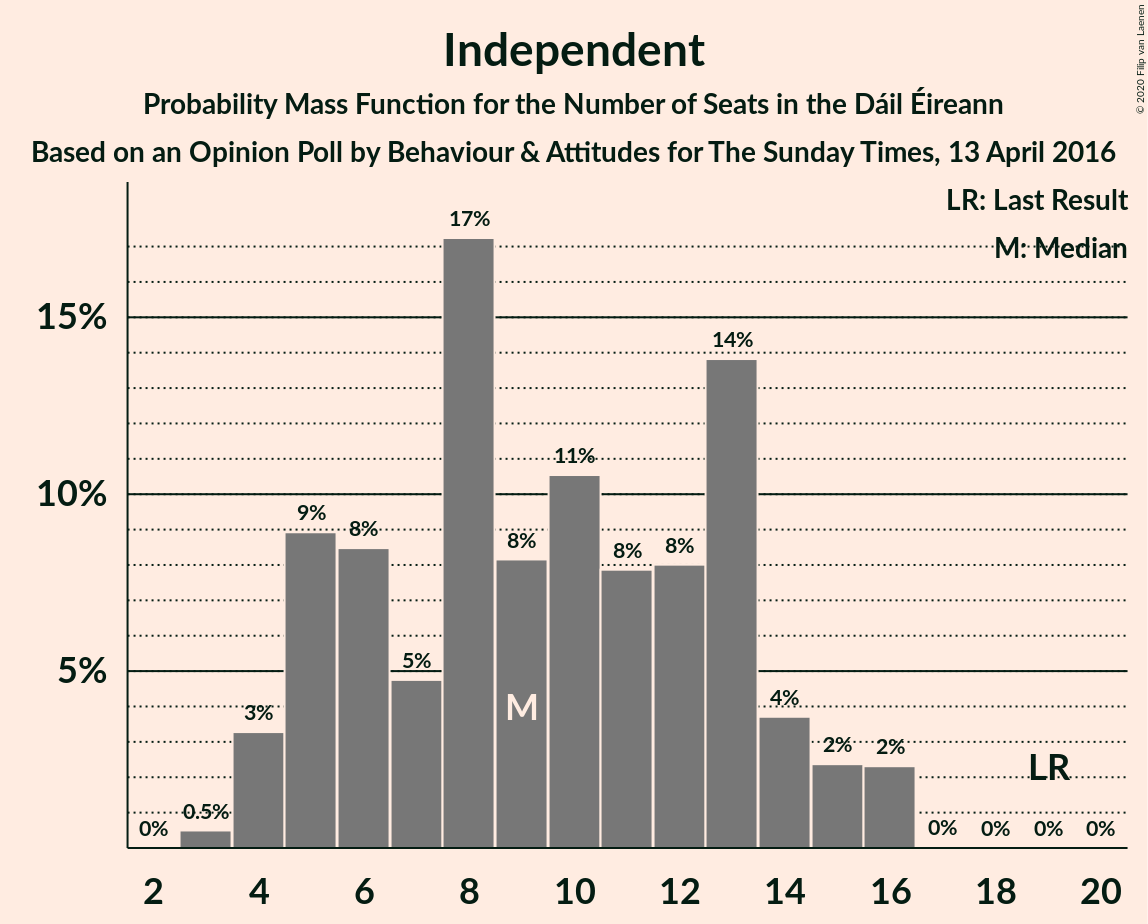 Independent
Probability Mass Function for the Number of Seats in the Dáil Éireann
Based on an Opinion Poll by Behaviour & Attitudes for The Sunday Times, 13 April 2016
© 2020 Filip van Laenen
LR: Last Result
M: Median
15%
10%
5%
0%
0.5%
3%
9%
8%
5%
17%
8%
11%
8%
8%
14%
4%
2%
2%
0%
0%
0%
0%
M
LR
2 4 6 8 10 12 14 16 18 20